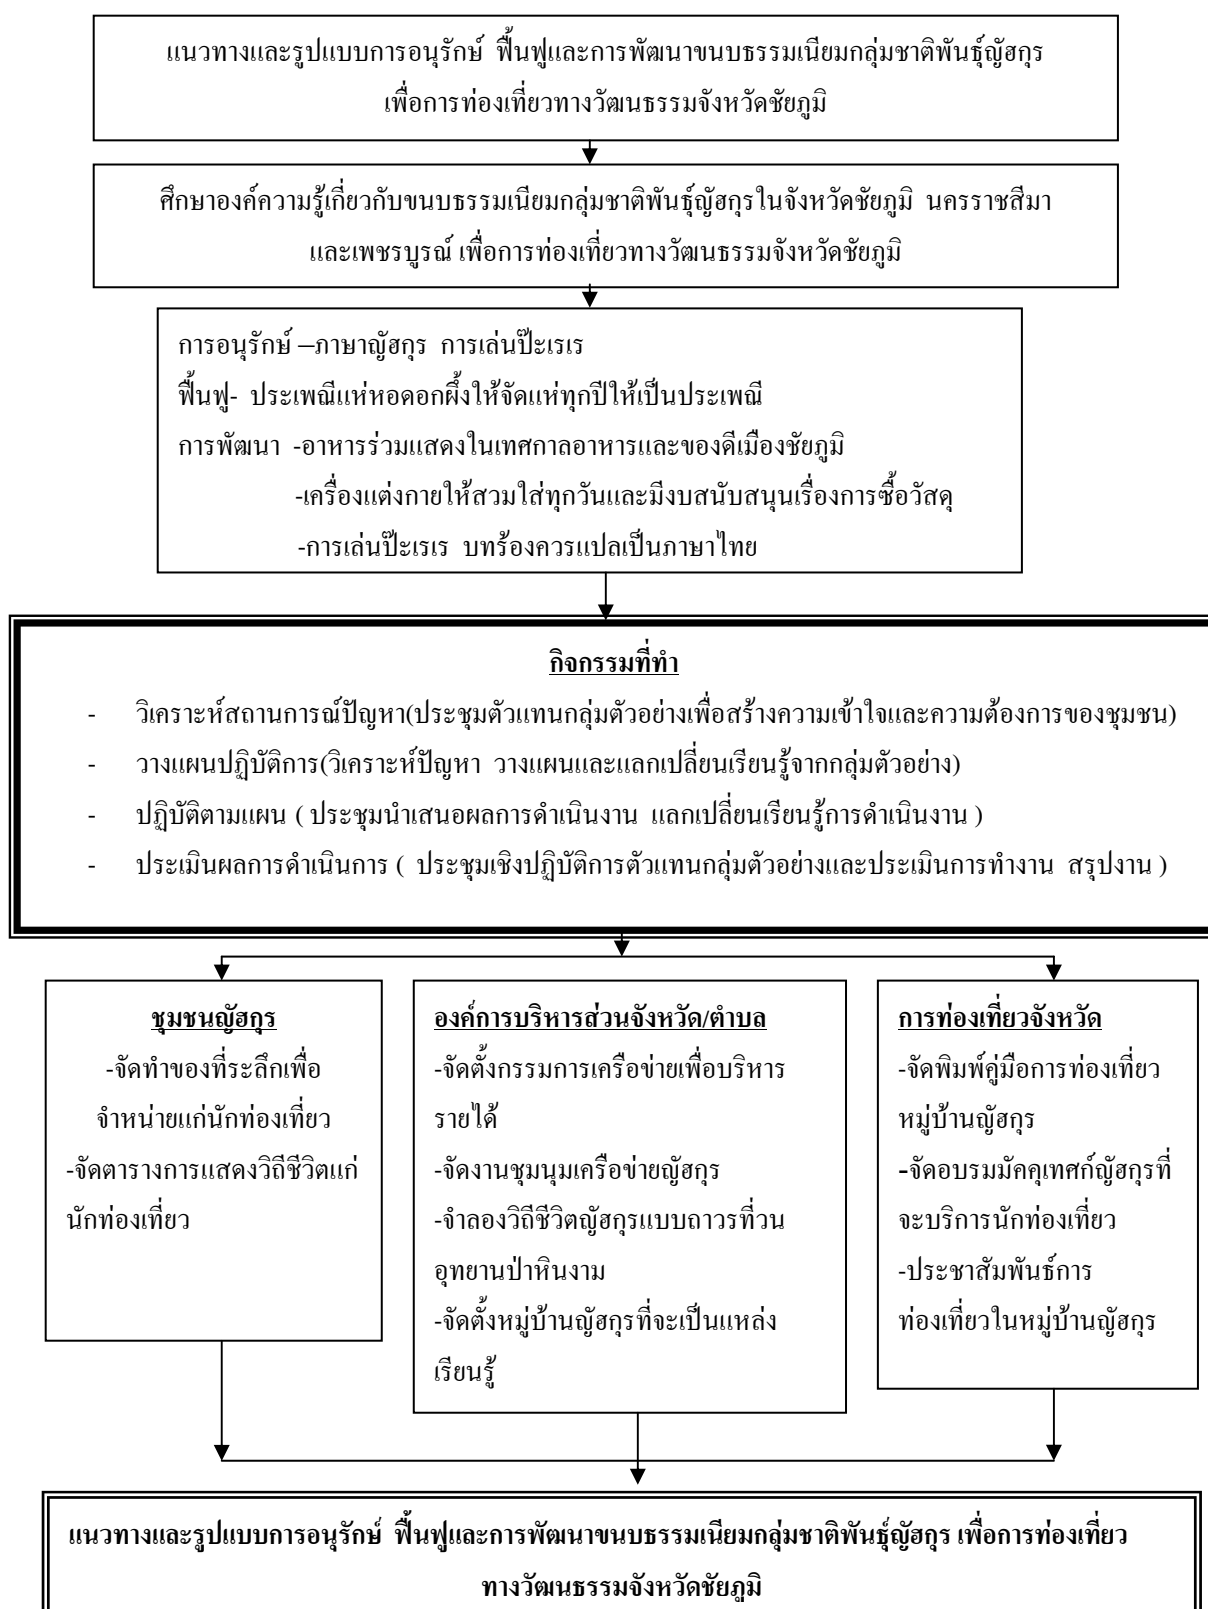 แนวทางและรูปแบบการอนุรักษ์  ฟื้นฟูและการพัฒนาขนบธรรมเนียมกลุ่มชาติพันธุ์ญัฮกุร
เพื่อการท่องเที่ยวทางวัฒนธรรมจังหวัดชัยภูมิ
ศึกษาองค์ความรู้เกี่ยวกับขนบธรรมเนียมกลุ่มชาติพันธุ์ญัฮกุรในจังหวัดชัยภูมิ  นครราชสีมา
และเพชรบูรณ์ เพื่อการท่องเที่ยวทางวัฒนธรรมจังหวัดชัยภูมิ
การอนุรักษ์ –ภาษาญัฮกุร  การเล่นป๊ะเรเร
ฟื้นฟู-  ประเพณีแห่หอดอกผึ้งให้จัดแห่ทุกปีให้เป็นประเพณี
การพัฒนา  -อาหารร่วมแสดงในเทศกาลอาหารและของดีเมืองชัยภูมิ
-เครื่องแต่งกายให้สวมใส่ทุกวันและมีงบสนับสนุนเรื่องการซื้อวัสดุ
-การเล่นป๊ะเรเร  บทร้องควรแปลเป็นภาษาไทย
กิจกรรมที่ทำ
- วิเคราะห์สถานการณ์ปัญหา(ประชุมตัวแทนกลุ่มตัวอย่างเพื่อสร้างความเข้าใจและความต้องการของชุมชน)
- วางแผนปฏิบัติการ(วิเคราะห์ปัญหา  วางแผนและแลกเปลี่ยนเรียนรู้จากกลุ่มตัวอย่าง)
- ปฏิบัติตามแผน ( ประชุมนำเสนอผลการดำเนินงาน  แลกเปลี่ยนเรียนรู้การดำเนินงาน )
- ประเมินผลการดำเนินการ (  ประชุมเชิงปฏิบัติการตัวแทนกลุ่มตัวอย่างและประเมินการทำงาน  สรุปงาน )
ชุมชนญัฮกุร
-จัดทำของที่ระลึกเพื่อ
จำหน่ายแก่นักท่องเที่ยว
-จัดตารางการแสดงวิถีชีวิตแก่
นักท่องเที่ยว
องค์การบริหารส่วนจังหวัด/ตำบล
-จัดตั้งกรรมการเครือข่ายเพื่อบริหาร
รายได้
-จัดงานชุมนุมเครือข่ายญัฮกุร
-จำลองวิถีชีวิตญัฮกุรแบบถาวรที่วน
อุทยานป่าหินงาม
-จัดตั้งหมู่บ้านญัฮกุรที่จะเป็นแหล่ง
เรียนรู้
การท่องเที่ยวจังหวัด
-จัดพิมพ์คู่มือการท่องเที่ยว
หมู่บ้านญัฮกุร
-จัดอบรมมัคคุเทศก์ญัฮกุรที่
จะบริการนักท่องเที่ยว
-ประชาสัมพันธ์การ
ท่องเที่ยวในหมู่บ้านญัฮกุร
แนวทางและรูปแบบการอนุรักษ์  ฟื้นฟูและการพัฒนาขนบธรรมเนียมกลุ่มชาติพันธุ์ญัฮกุร เพื่อการท่องเที่ยว
ทางวัฒนธรรมจังหวัดชัยภูมิ